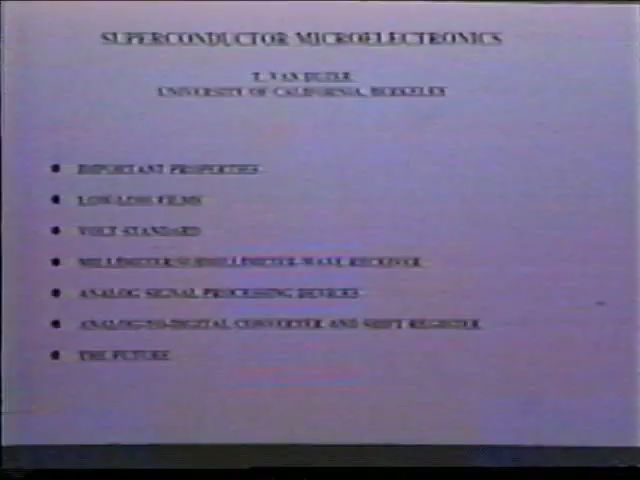 SUPERCONDUCTOR MICROELECTRONICS
T. VAN DUZER
UNIVERSITY OF CALIFORNIA, BERKELEY
● IMPORTANT PROPERTIES
● LOW-LOSS FILMS
● VOLT STANDARD
● MILLIMETER/SUBMILLIMETER-WAVE RECEIVER
● ANALOG SIGNAL PROCESSING DEVICES
● ANALOG-TO-DIGITAL CONVERTER AND SHIFT REGISTER
● THE FUTURE